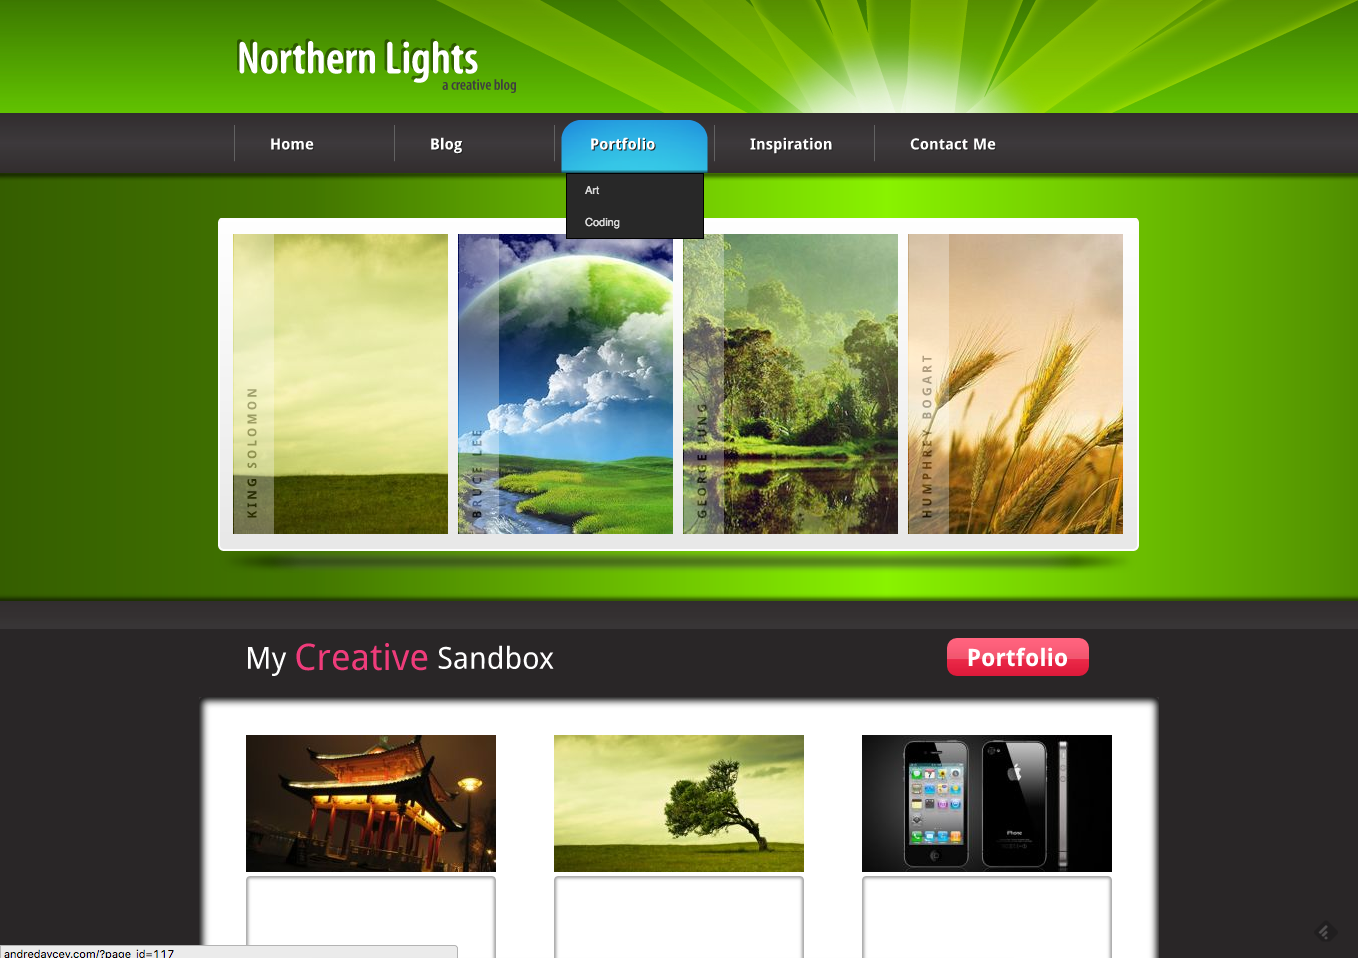 Northern Lights
a creative blog
Home
Blog
Portfolio
Inspiration
Contact Me
Art
Coding
KING SOLOMON
BRUCE LEE
GEORGE JUNG
HUMPHREY BOGART
My Creative Sandbox
Portfolio
iPhone
andredavcev.com/?page_id=117